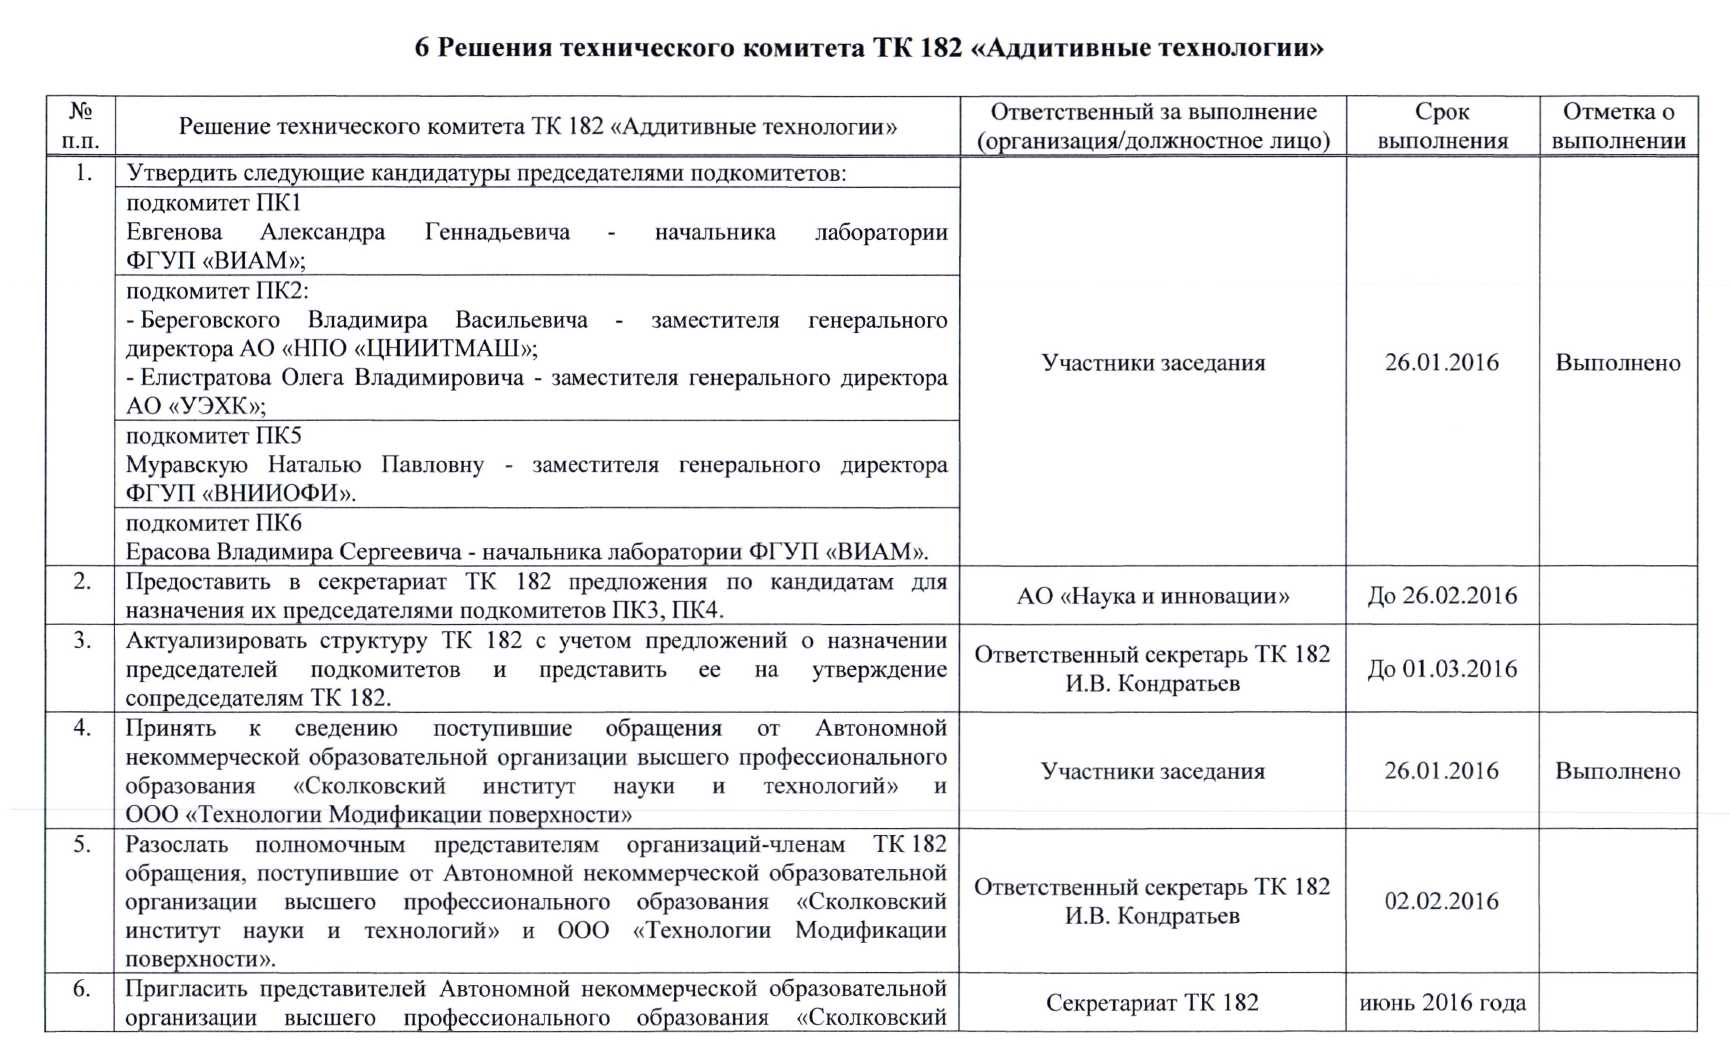 6 Решения технического комитета ТК 182 «Аддитивные технологии»
№
п.п.
Решение технического комитета ТК 182 «Аддитивные технологии»
Ответственный за выполнение
(организация/должностное лицо)
Срок
выполнения
Отметка о
выполнении
1.
Утвердить следующие кандидатуры председателями подкомитетов:
подкомитет ПК1
Евгенова Александра Геннадьевича - начальника лаборатории
ФГУП «ВИАМ»;
подкомитет ПК2:
- Береговского Владимира Васильевича - заместителя генерального
директора АО «НПО «ЦНИИТМАШ»;
- Елистратова Олега Владимировича - заместителя генерального директора
АО «УЭХК»;
подкомитет ПК5
Муравскую Наталью Павловну - заместителя генерального директора
ФГУП «ВНИИОФИ».
подкомитет ПК6
Ерасова Владимира Сергеевича - начальника лаборатории ФГУП «ВИАМ».
Участники заседания
26.01.2016
Выполнено
2.
Предоставить в секретариат ТК 182 предложения по кандидатам для
назначения их председателями подкомитетов ПК3, ПК4.
АО «Наука и инновации»
До 26.02.2016
3.
Актуализировать структуру ТК 182 с учетом предложений о назначении
председателей подкомитетов и представить ее на утверждение
сопредседателям ТК 182.
Ответственный секретарь ТК 182
И.В. Кондратьев
До 01.03.2016
4.
Принять к сведению поступившие обращения от Автономной
некоммерческой образовательной организации высшего профессионального
образования «Сколковский институт науки и технологий» и
ООО «Технологии Модификации поверхности»
Участники заседания
26.01.2016
Выполнено
5.
Разослать полномочным представителям организаций-членам ТК 182
обращения, поступившие от Автономной некоммерческой образовательной
организации высшего профессионального образования «Сколковский
институт науки и технологий» и ООО «Технологии Модификации
поверхности».
Ответственный секретарь ТК 182
И.В. Кондратьев
02.02.2016
6.
Пригласить представителей Автономной некоммерческой образовательной
организации высшего профессионального образования «Сколковский
Секретариат ТК 182
июнь 2016 года